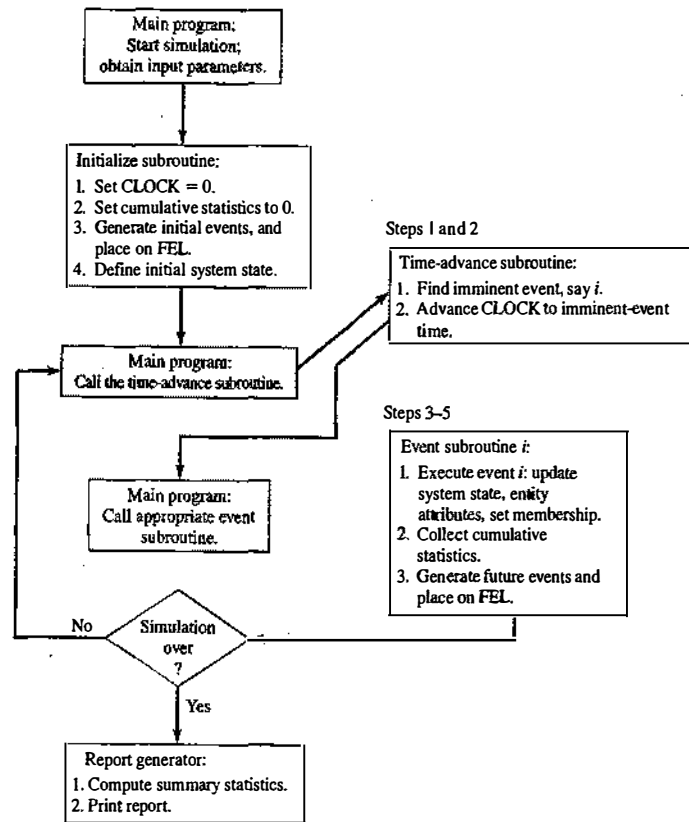 Main program;
Start simulation;
obtain input parameters.
Initialize subroutine:
1. Set CLOCK = 0.
2. Set cumulative statistics to 0.
3. Generate initial events, and
place on FEL.
4. Define initial system state.
Steps 1 and 2
Time-advance subroutine:
1. Find imminent event, say i.
2. Advance CLOCK to imminent-event
time.
Main program:
Call the time-advance subroutine.
Steps 3–5
Event subroutine i:
1. Execute event i: update
system state, entity
attributes, set membership.
2. Collect cumulative
statistics.
3. Generate future events and
place on FEL.
Main program:
Call appropriate event
subroutine.
No
Simulation
over
?
Yes
Report generator:
1. Compute summary statistics.
2. Print report.